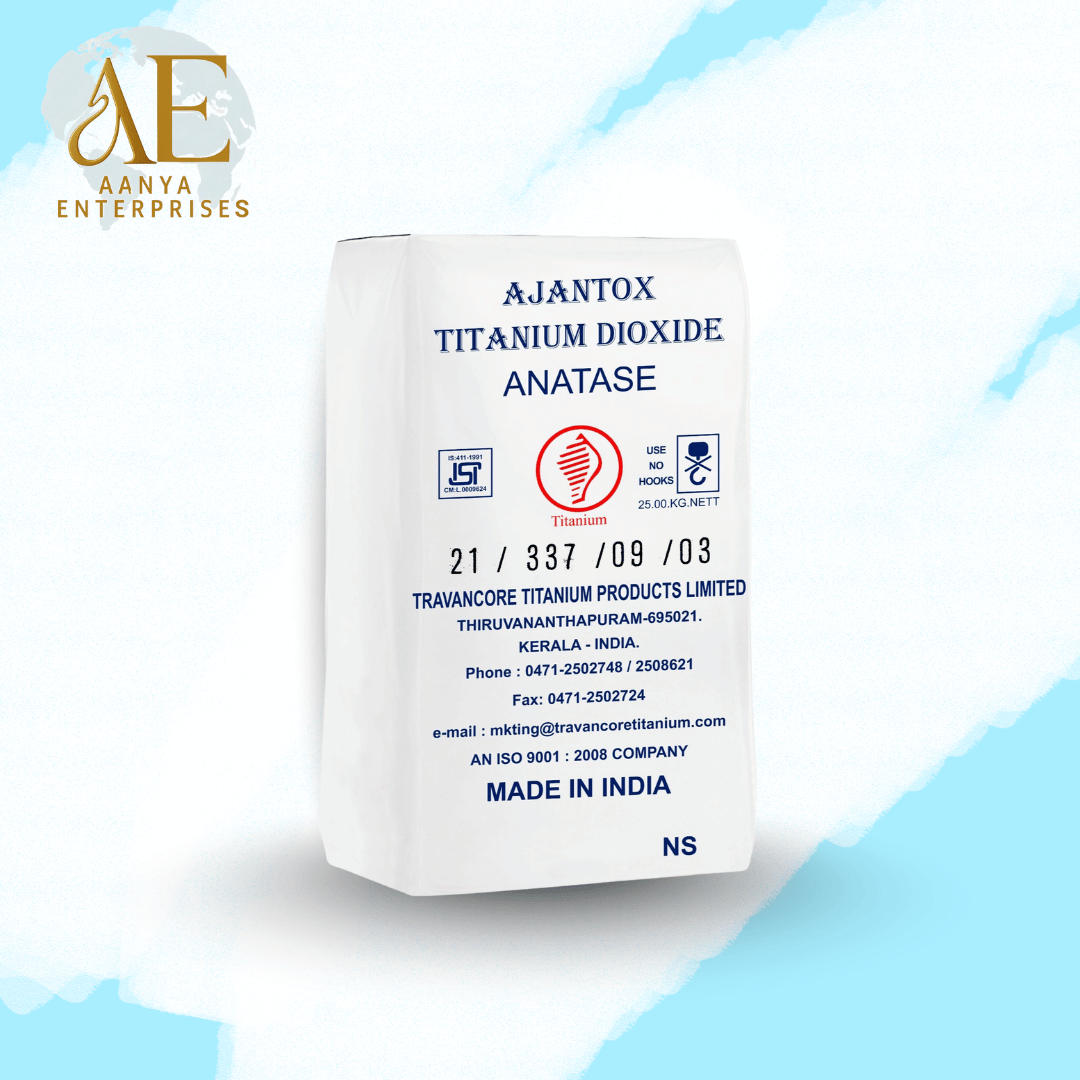 AE
AANYA
ENTERPRISES
AJANTOX
TITANIUM DIOXIDE
ANATASE
IS:411-1991
ISI
CM:L.0009624
Titanium
USE
NO
HOOKS
25.00.KG.NETT
21 / 337 /09 /03
TRAVANCORE TITANIUM PRODUCTS LIMITED
THIRUVANANTHAPURAM-695021.
KERALA - INDIA.
Phone : 0471-2502748 / 2508621
Fax: 0471-2502724
e-mail : mkting@travancoretitanium.com
AN ISO 9001 : 2008 COMPANY
MADE IN INDIA
NS